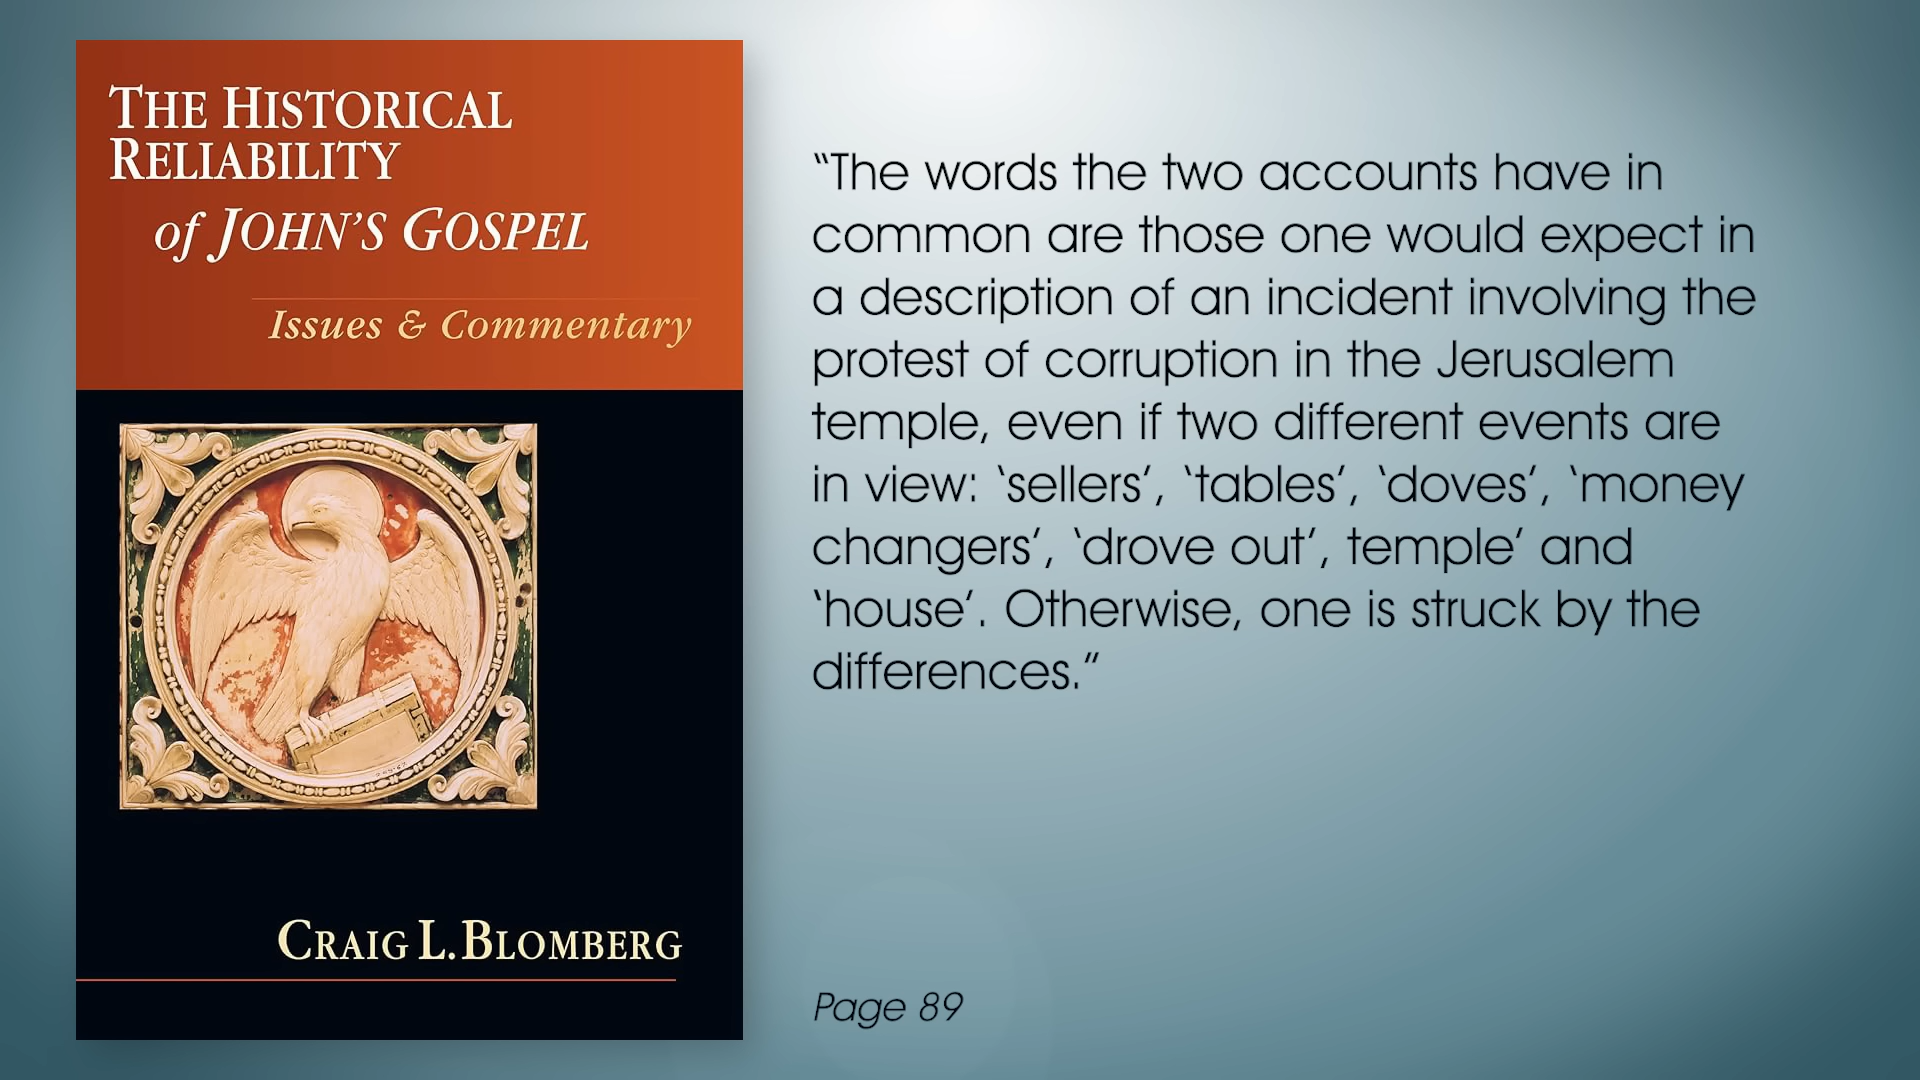 THE HISTORICAL
RELIABILITY
of JOHN’S GOSPEL
Issues & Commentary
CRAIG L. BLOMBERG
“The words the two accounts have in
common are those one would expect in
a description of an incident involving the
protest of corruption in the Jerusalem
temple, even if two different events are
in view: ‘sellers’, ‘tables’, ‘doves’, ‘money
changers’, ‘drove out’, temple’ and
‘house’. Otherwise, one is struck by the
differences.”
Page 89